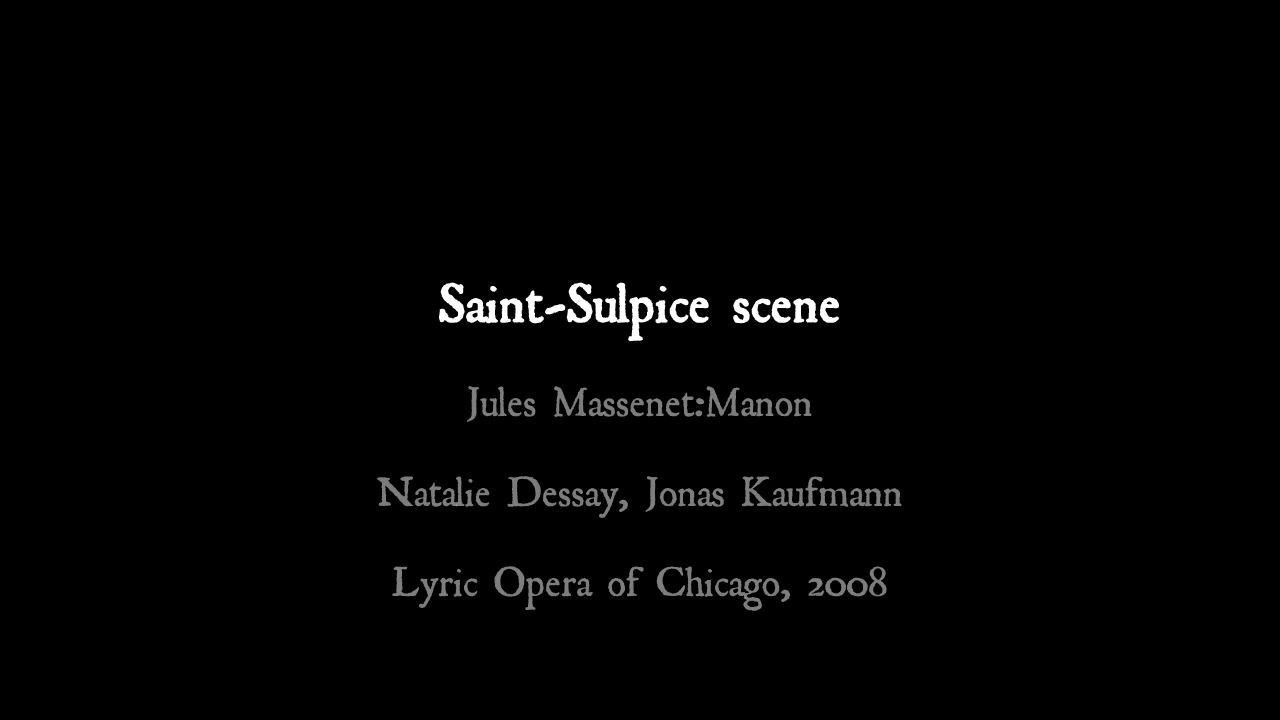 Saint-Sulpice scene
Jules Massenet:Manon
Natalie Dessay, Jonas Kaufmann
Lyric Opera of Chicago, 2008